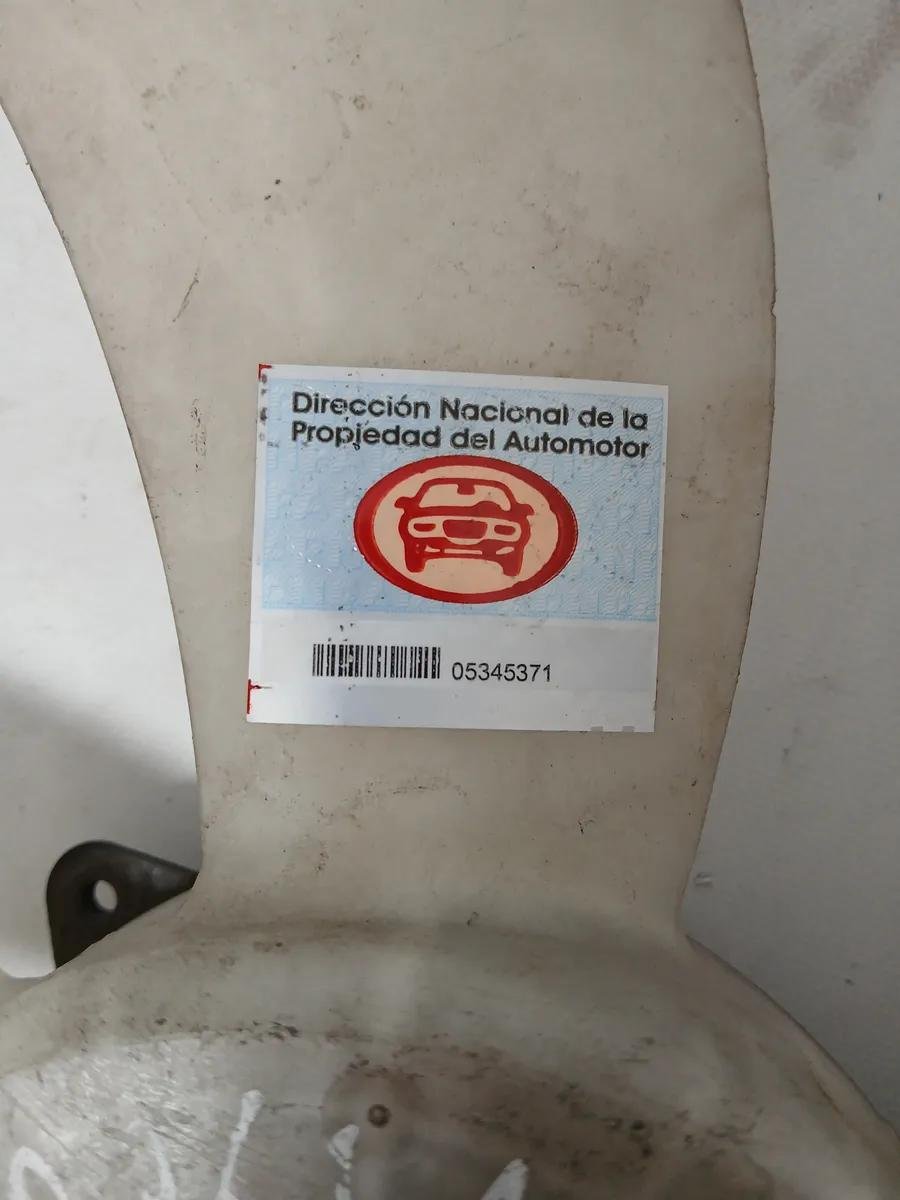 Dirección Nacional de la
Propiedad del Automotor
05345371